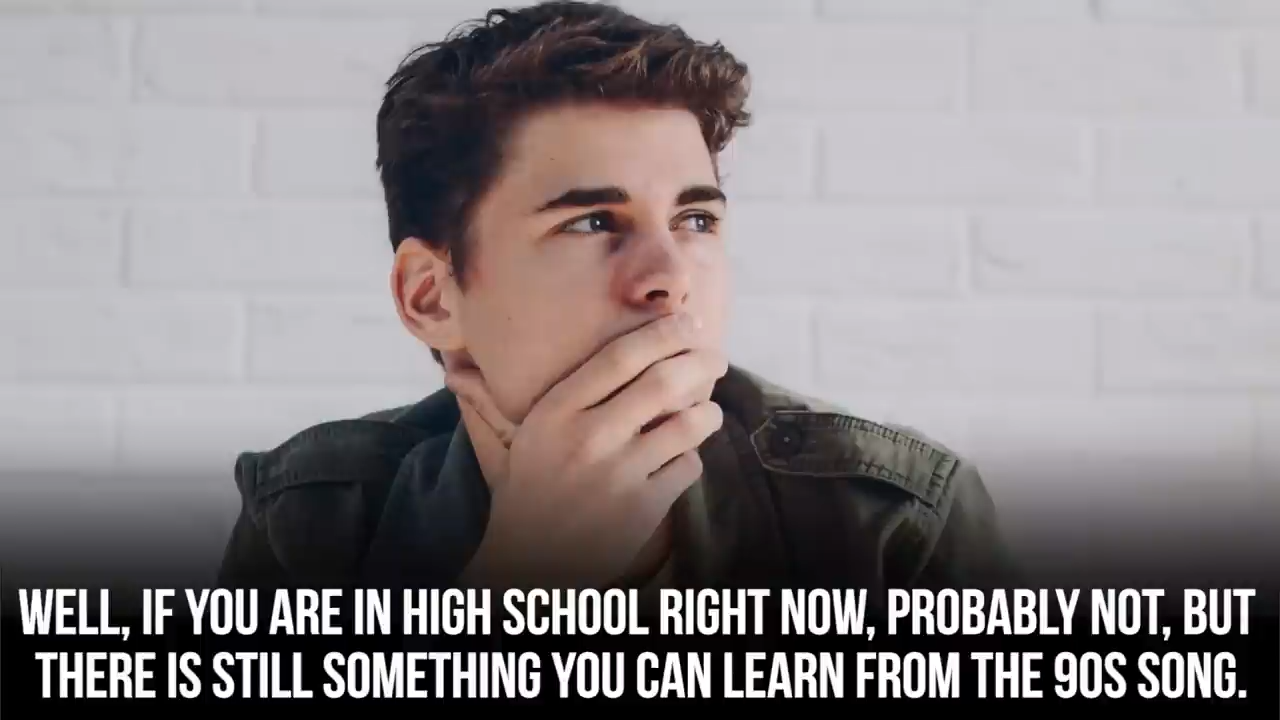 WELL, IF YOU ARE IN HIGH SCHOOL RIGHT NOW, PROBABLY NOT, BUT
THERE IS STILL SOMETHING YOU CAN LEARN FROM THE 90S SONG.